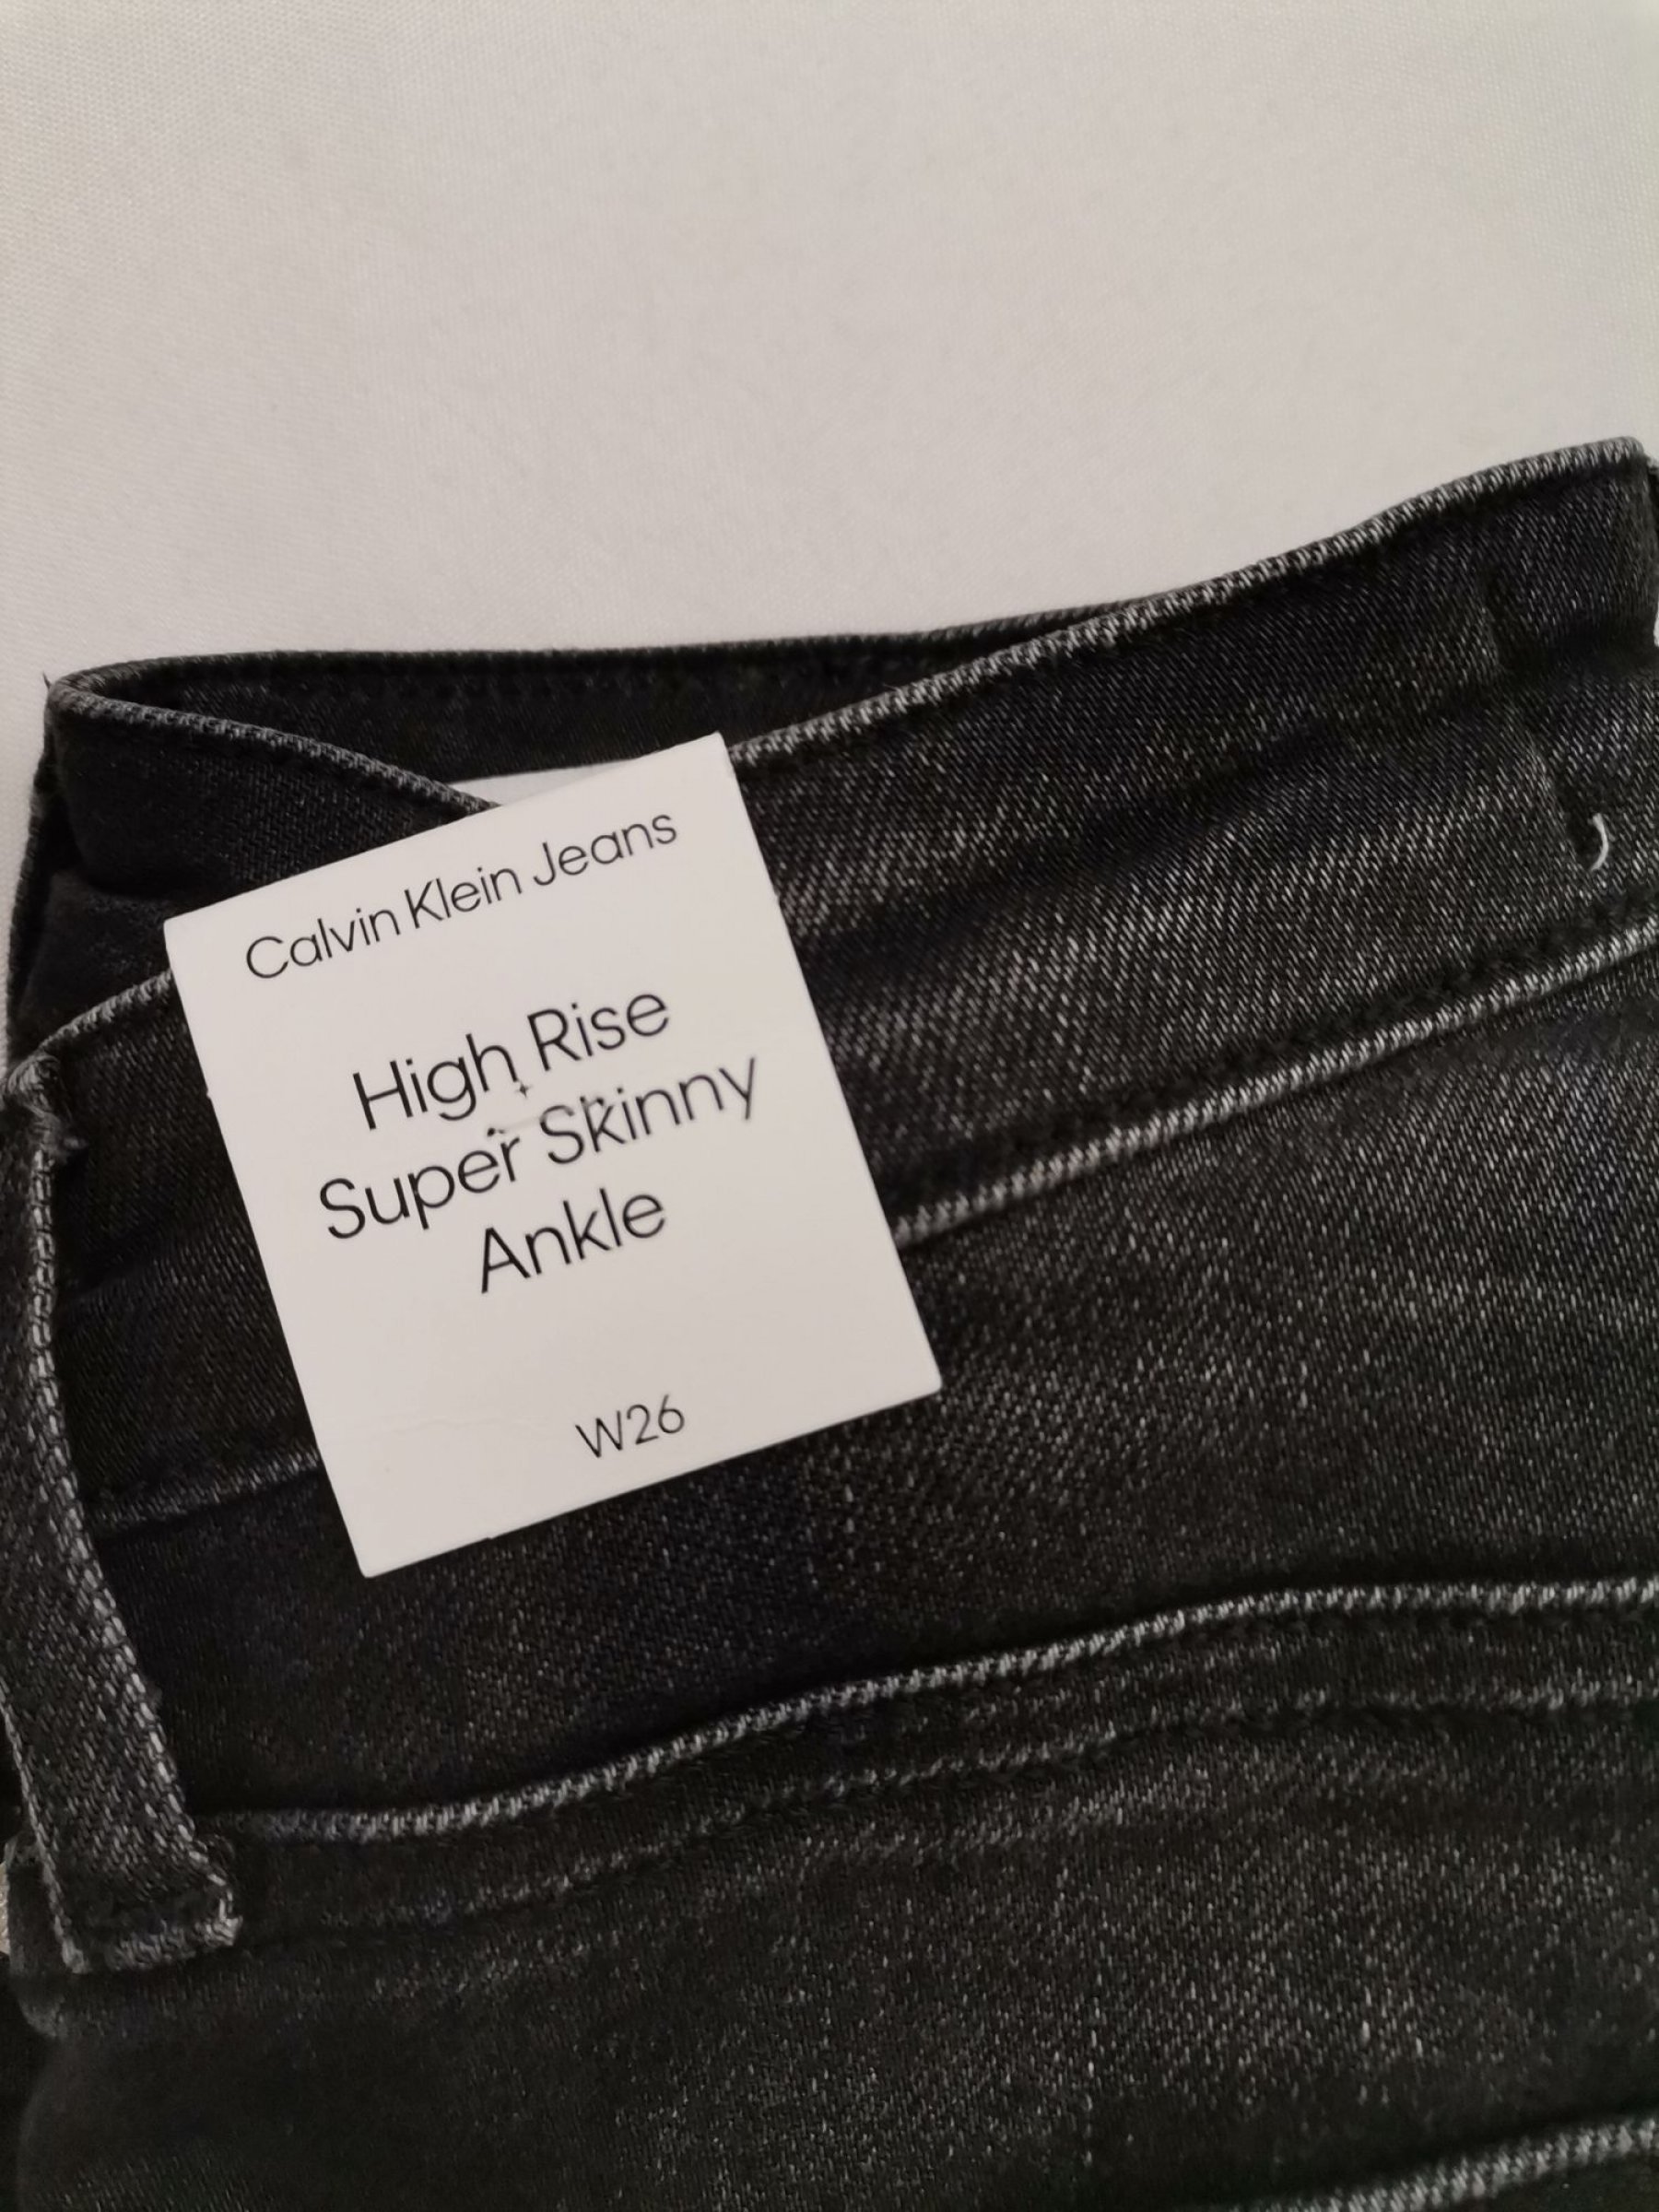 Calvin Klein Jeans
High Rise
Super Skinny
Ankle
W26